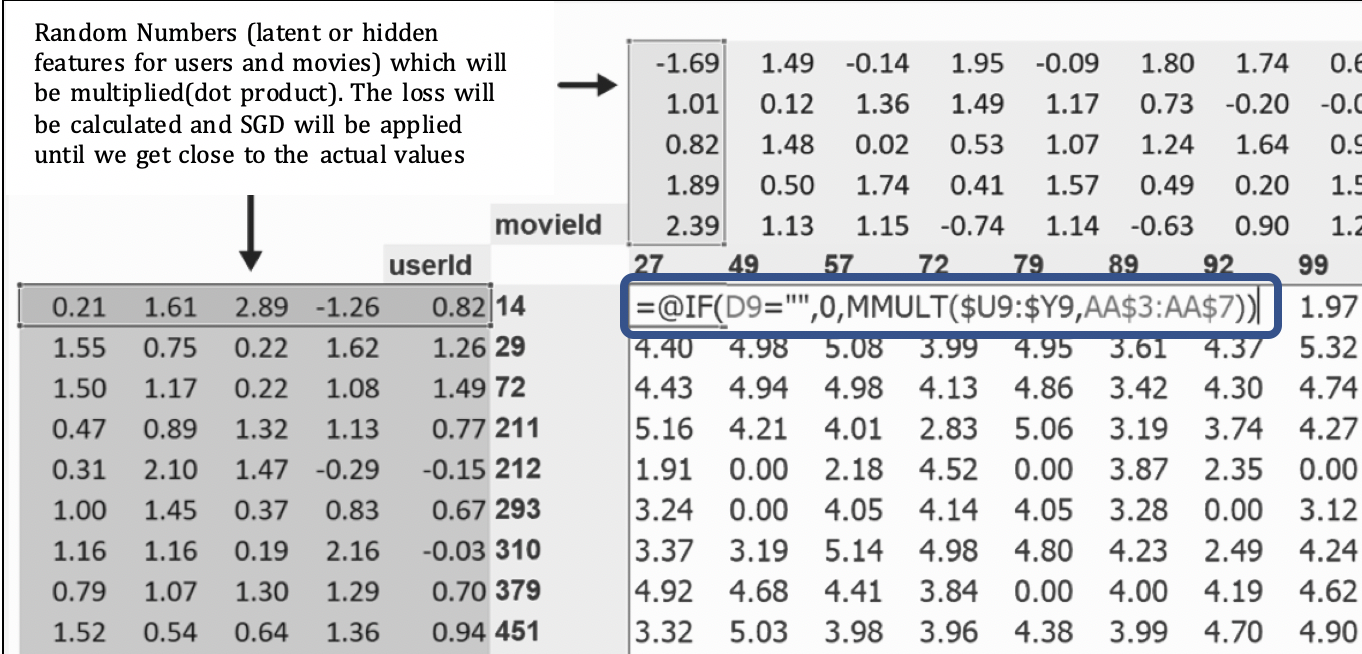 Random Numbers (latent or hidden
features for users and movies) which will
be multiplied(dot product). The loss will
be calculated and SGD will be applied
until we get close to the actual values
-1.69 1.49 -0.14 1.95 -0.09 1.80 1.74
1.01 0.12 1.36 1.49 1.17 0.73 -0.20
0.82 1.48 0.02 0.53 1.07 1.24 1.64
1.89 0.50 1.74 0.41 1.57 0.49 0.20
movieId 2.39 1.13 1.15 -0.74 1.14 -0.63 0.90
userId 27 49 57 72 79 89 92 99
0.21 1.61 2.89 -1.26 0.82 14 =@IF(D9="",0,MMULT($U9:$Y9,AA$3:AA$7)) 1.97
1.55 0.75 0.22 1.62 1.26 29 4.40 4.98 5.08 3.99 4.95 3.61 4.37 5.32
1.50 1.17 0.22 1.08 1.49 72 4.43 4.94 4.98 4.13 4.86 3.42 4.30 4.74
0.47 0.89 1.32 1.13 0.77 211 5.16 4.21 4.01 2.83 5.06 3.19 3.74 4.27
0.31 2.10 1.47 -0.29 -0.15 212 1.91 0.00 2.18 4.52 0.00 3.87 2.35 0.00
1.00 1.45 0.37 0.83 0.67 293 3.24 0.00 4.05 4.14 4.05 3.28 0.00 3.12
1.16 1.16 0.19 2.16 -0.03 310 3.37 3.19 5.14 4.98 4.80 4.23 2.49 4.24
0.79 1.07 1.30 1.29 0.70 379 4.92 4.68 4.41 3.84 0.00 4.00 4.19 4.62
1.52 0.54 0.64 1.36 0.94 451 3.32 5.03 3.98 3.96 4.38 3.99 4.70 4.90